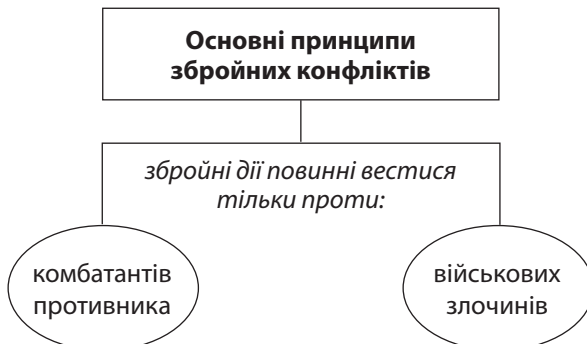 Основні принципи
збройних конфліктів
збройні дії повинні вестися
тільки проти:
комбатантів
противника
військових
злочинів